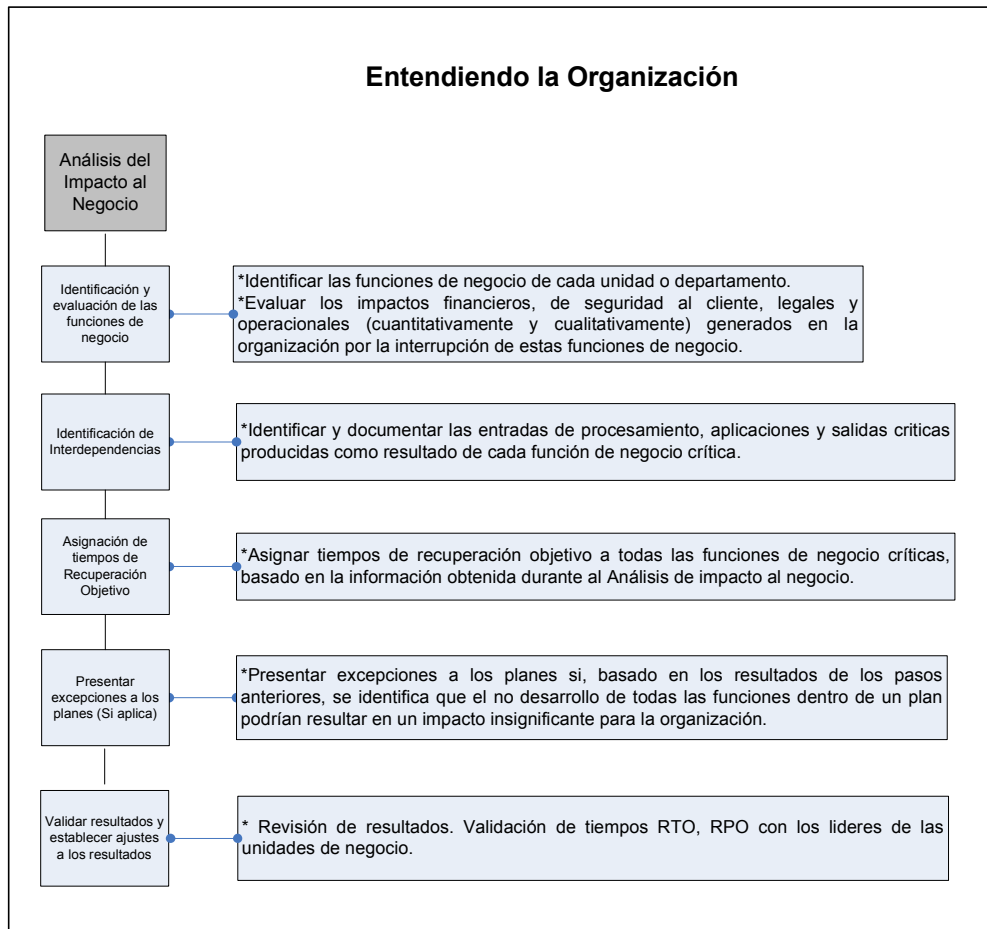 Entendiendo la Organización
Análisis del
Impacto al
Negocio
Identificación y
evaluación de las
funciones de
negocio
*Identificar las funciones de negocio de cada unidad o departamento.
*Evaluar los impactos financieros, de seguridad al cliente, legales y
operacionales (cuantitativamente y cualitativamente) generados en la
organización por la interrupción de estas funciones de negocio.
Identificación de
Interdependencias
*Identificar y documentar las entradas de procesamiento, aplicaciones y salidas criticas
producidas como resultado de cada función de negocio crítica.
Asignación de
tiempos de
Recuperación
Objetivo
*Asignar tiempos de recuperación objetivo a todas las funciones de negocio críticas,
basado en la información obtenida durante al Análisis de impacto al negocio.
Presentar
excepciones a los
planes (Si aplica)
*Presentar excepciones a los planes si, basado en los resultados de los pasos
anteriores, se identifica que el no desarrollo de todas las funciones dentro de un plan
podrían resultar en un impacto insignificante para la organización.
Validar resultados y
establecer ajustes
a los resultados
* Revisión de resultados. Validación de tiempos RTO, RPO con los lideres de las
unidades de negocio.